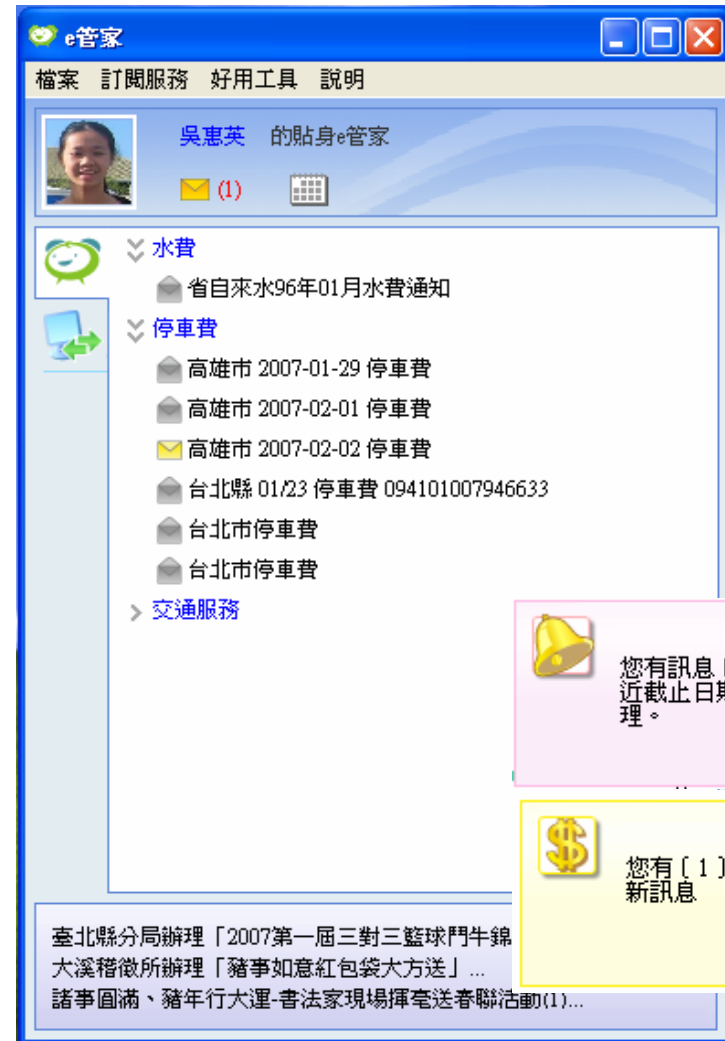 e管家
檔案 訂閱服務 好用工具 說明
吳惠英 的貼身e管家
(1)
水費
省自來水96年01月水費通知
停車費
高雄市 2007-01-29 停車費
高雄市 2007-02-01 停車費
高雄市 2007-02-02 停車費
台北縣 01/23 停車費 094101007946633
台北市停車費
台北市停車費
交通服務
您有訊息
近截止日期
理。
您有〔1〕
新訊息
臺北縣分局辦理「2007第一屆三對三籃球鬥牛錦
大溪稽徵所辦理「豬事如意紅包袋大方送」...
諸事圓滿、豬年行大運-書法家現場揮毫送春聯活動(1)...